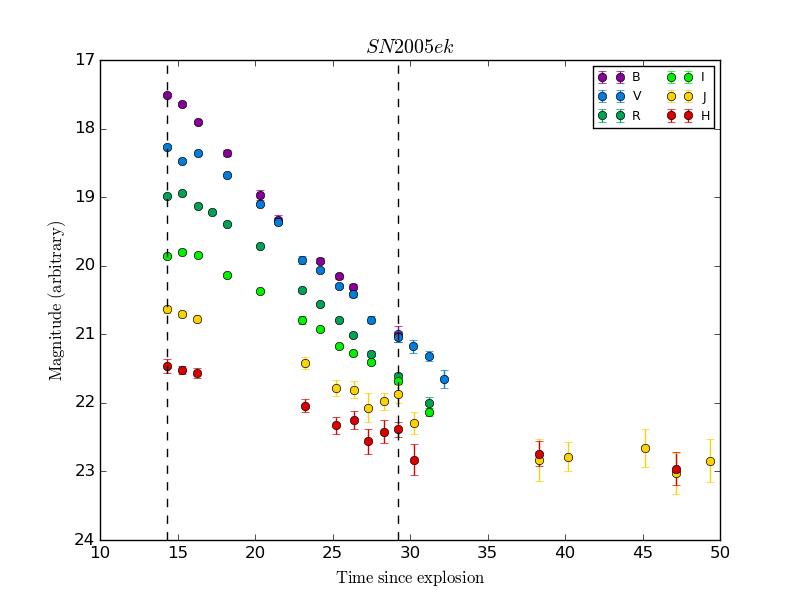 SN2005ek
17
18
19
20
21
22
23
24
Magnitude (arbitrary)
B I
V J
R H
10 15 20 25 30 35 40 45 50
Time since explosion